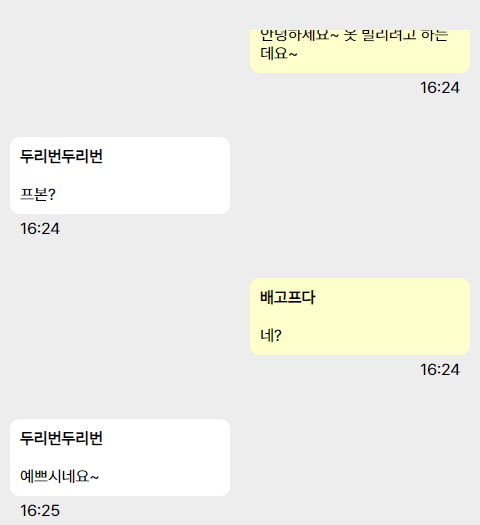 안녕하세요~ 옷 빌리려고 하는
데요~
16:24
두리번두리번
프본?
16:24
배고프다
네?
16:24
두리번두리번
예쁘시네요~
16:25